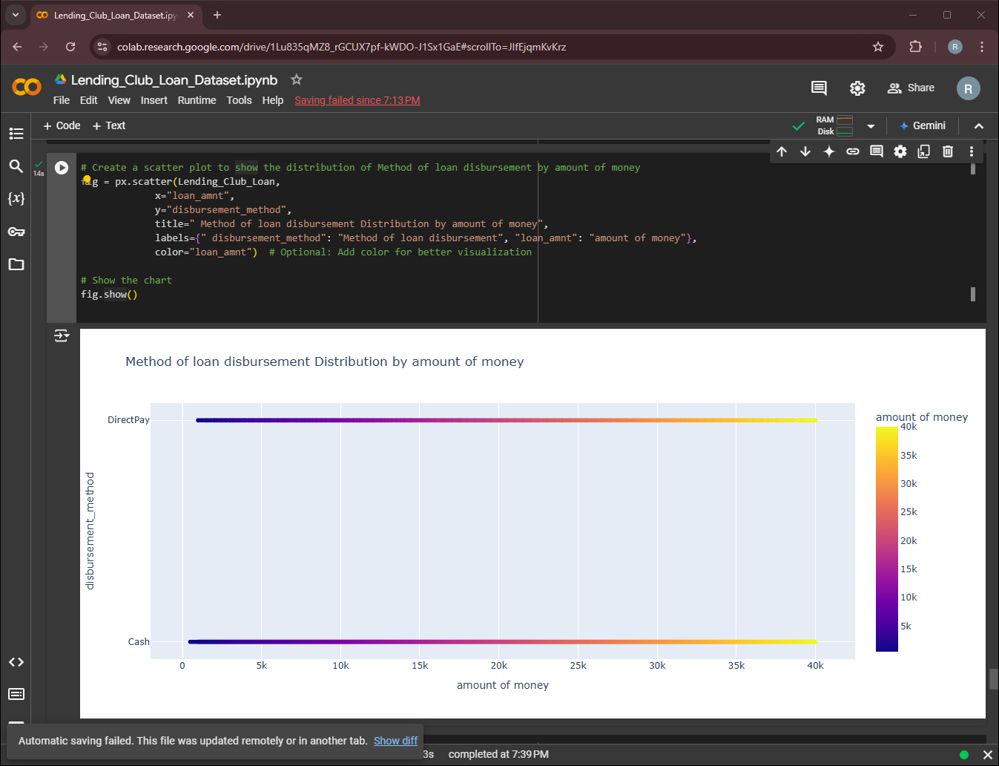 Lending_Club_Loan_Dataset.ipy
colab.research.google.com/drive/1Lu835qMZ8_rGCUX7pf-kWDO-J1Sx1GaE#scrollTo=JIfEjqmKvKrz
R
Lending_Club_Loan_Dataset.ipynb
File Edit View Insert Runtime Tools Help Saving failed since 7:13 PM
Share
R
+ Code + Text
RAM
Disk
Gemini
14s
# Create a scatter plot to show the distribution of Method of loan disbursement by amount of money
fig = px.scatter(Lending_Club_Loan,
x="loan_amnt",
y="disbursement_method",
title=" Method of loan disbursement Distribution by amount of money",
labels={" disbursement_method": "Method of loan disbursement", "loan_amnt": "amount of money"},
color="loan_amnt") # Optional: Add color for better visualization
# Show the chart
fig.show()
{x}
Method of loan disbursement Distribution by amount of money
DirectPay
Cash
disbursement_method
0 5k 10k 15k 20k 25k 30k 35k 40k
amount of money
amount of money
40k
35k
30k
25k
20k
15k
10k
5k
Automatic saving failed. This file was updated remotely or in another tab. Show diff
3s completed at 7:39 PM